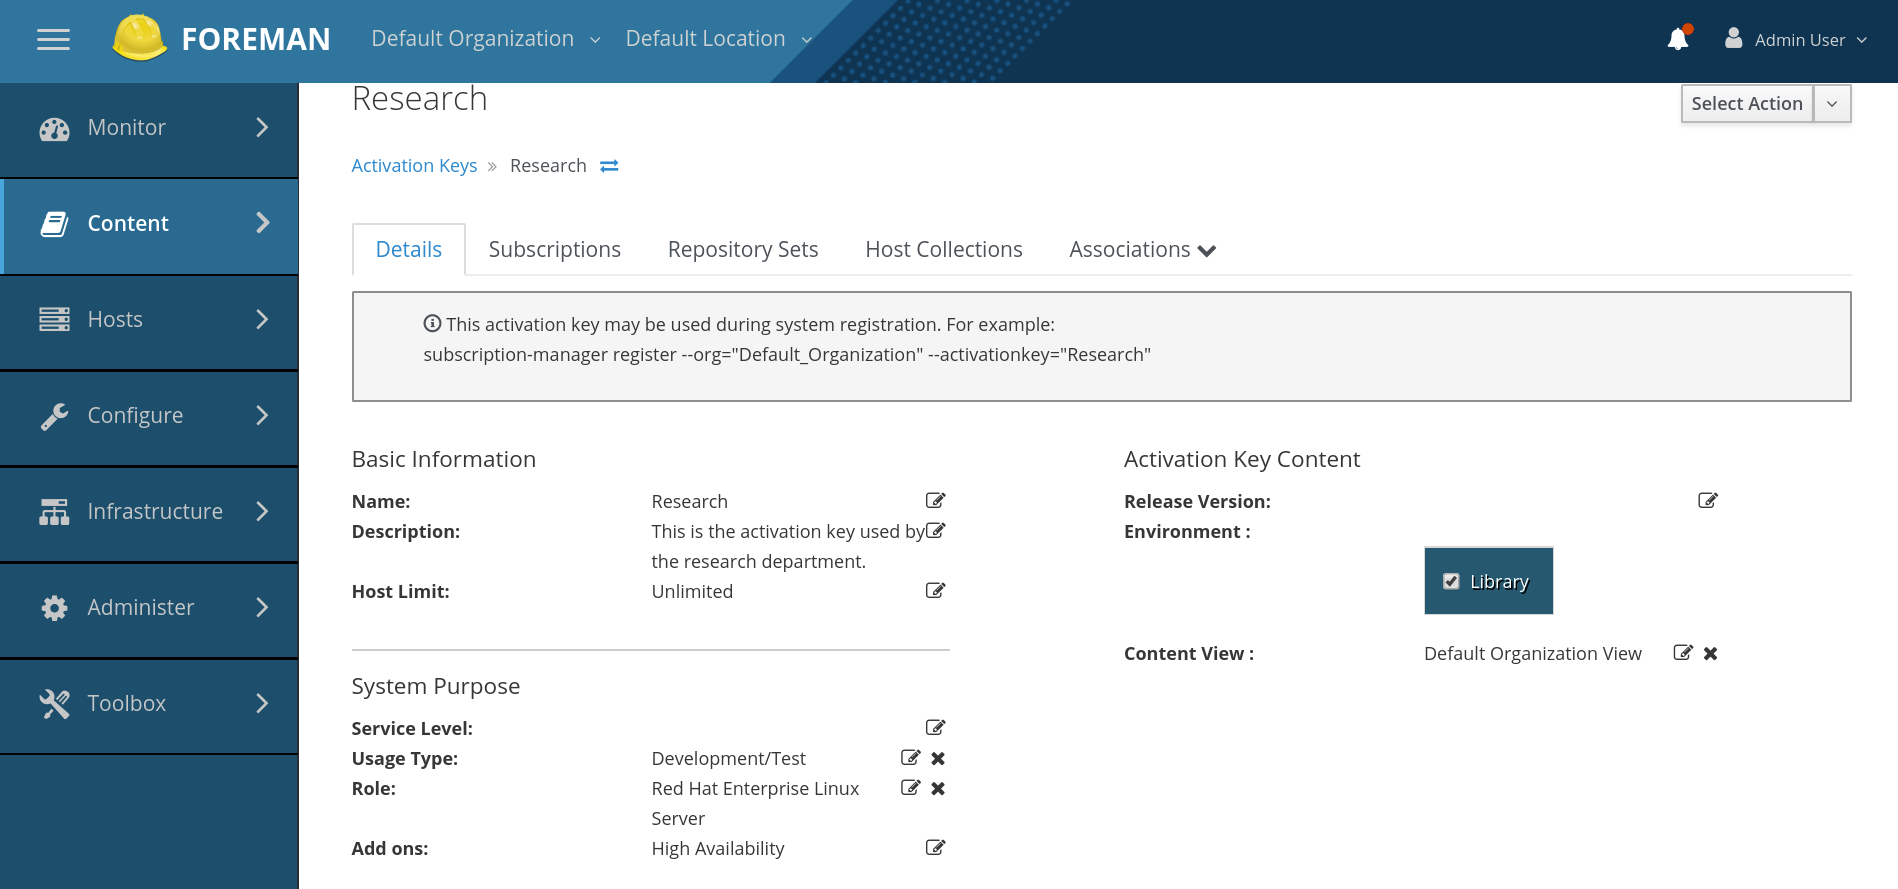 FOREMAN Default Organization Default Location Admin User
Research Select Action
Monitor
Activation Keys » Research
Content
Details Subscriptions Repository Sets Host Collections Associations
Hosts
This activation key may be used during system registration. For example:
subscription-manager register --org="Default_Organization" --activationkey="Research"
Configure
Infrastructure
Administer
Toolbox
Basic Information
Name: Research
Description: This is the activation key used by
the research department.
Host Limit: Unlimited
System Purpose
Service Level:
Usage Type: Development/Test
Role: Red Hat Enterprise Linux
Server
Add ons: High Availability
Activation Key Content
Release Version:
Environment :
Library
Content View : Default Organization View